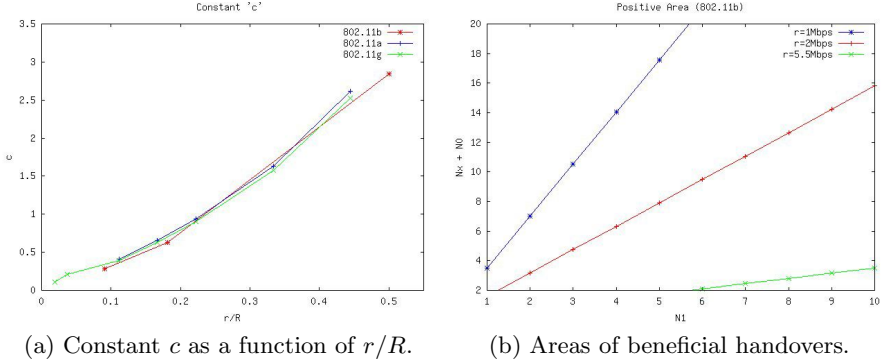 Constant 'c'
802.11b
802.11a
802.11g
3.5
3
2.5
2
1.5
1
0.5
0
c
0 0.1 0.2 0.3 0.4 0.5
r/R
(a) Constant c as a function of r/R.
Positive Area (802.11b)
r=1Mbps
r=2Mbps
r=5.5Mbps
20
18
16
14
12
10
8
6
4
2
Nx + N0
1 2 3 4 5 6 7 8 9 10
N1
(b) Areas of beneficial handovers.